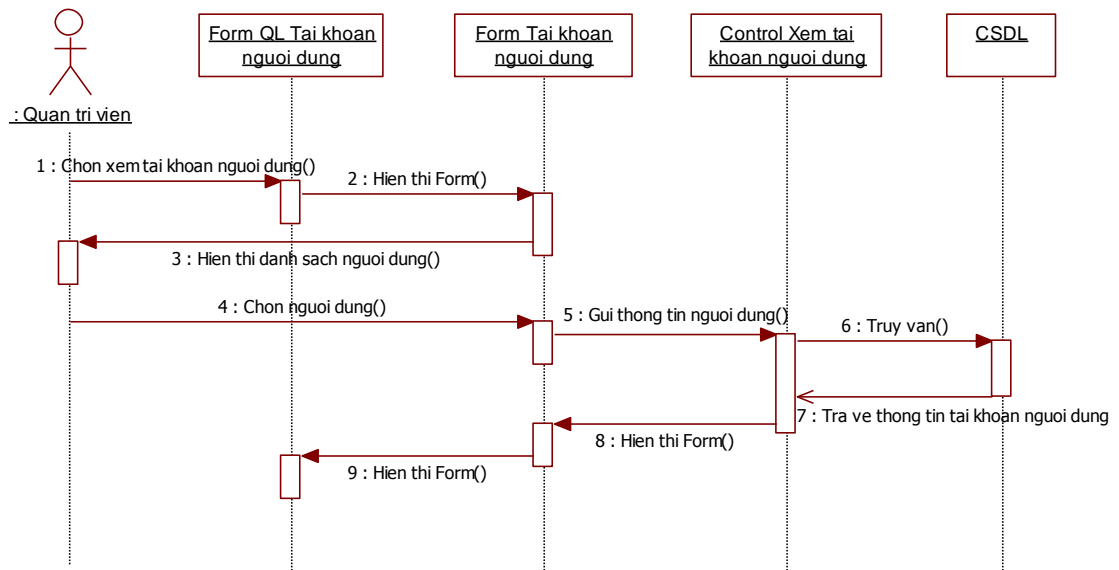 Form QL Tai khoan
nguoi dung
Form Tai khoan
nguoi dung
Control Xem tai
khoan nguoi dung
CSDL
: Quan tri vien
1 : Chon xem tai khoan nguoi dung()
2 : Hien thi Form()
3 : Hien thi danh sach nguoi dung()
4 : Chon nguoi dung()
5 : Gui thong tin nguoi dung()
6 : Truy van()
7 : Tra ve thong tin tai khoan nguoi dung
8 : Hien thi Form()
9 : Hien thi Form()